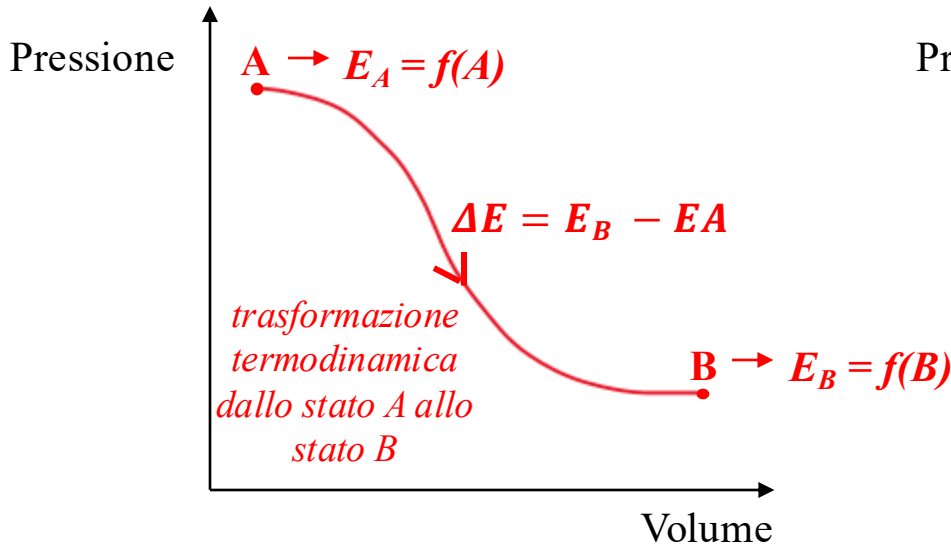 Pressione
A → E_A = f(A)
Pr
ΔE = E_B − EA
trasformazione
termodinamica
dallo stato A allo
stato B
B → E_B = f(B)
Volume